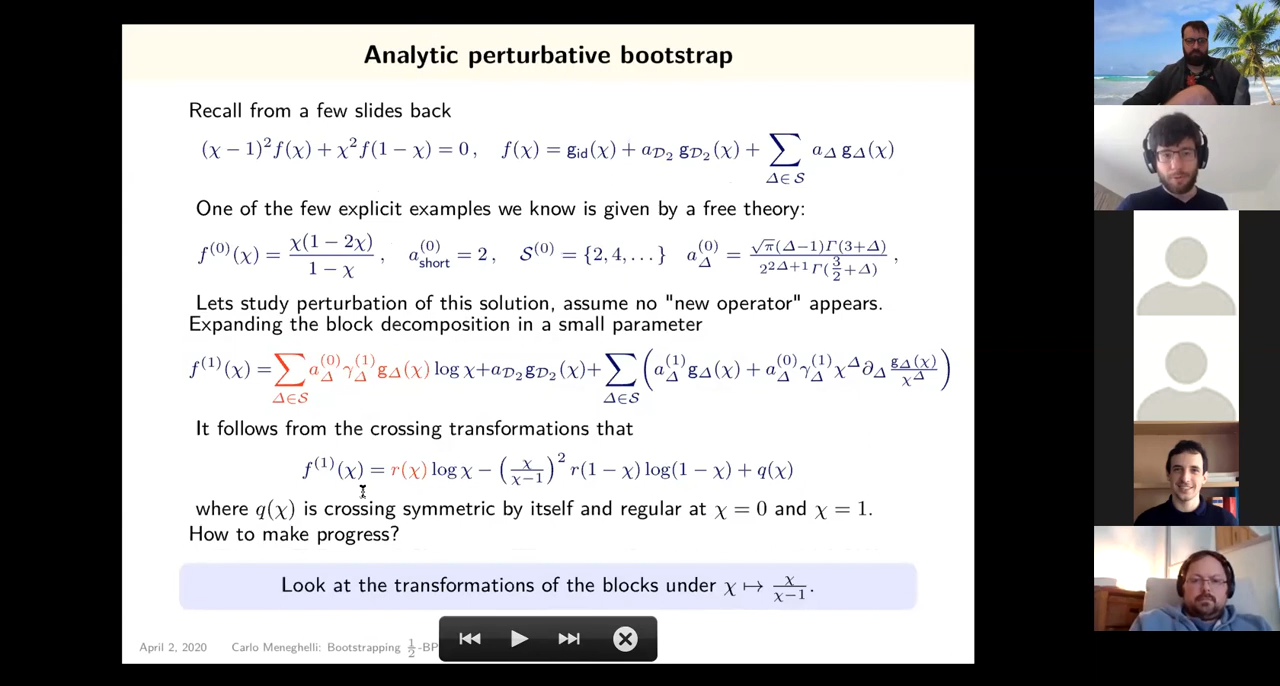 Analytic perturbative bootstrap
Recall from a few slides back
(χ − 1)²f(χ) + χ²f(1 − χ) = 0 , f(χ) = g_id(χ) + a_{𝒟₂} g_{𝒟₂}(χ) + ∑_{Δ∈𝒮} a_Δ g_Δ(χ)
One of the few explicit examples we know is given by a free theory:
f⁽⁰⁾(χ) = χ(1−2χ)/(1−χ) , a⁽⁰⁾_short = 2 , 𝒮⁽⁰⁾ = {2, 4, . . . } a⁽⁰⁾_Δ = √π(Δ−1)Γ(3+Δ)/(2^{2Δ+1}Γ(3/2+Δ)) ,
Lets study perturbation of this solution, assume no "new operator" appears.
Expanding the block decomposition in a small parameter
f⁽¹⁾(χ) = ∑_{Δ∈𝒮} a⁽⁰⁾_Δ γ⁽¹⁾_Δ g_Δ(χ) log χ + a_{𝒟₂} g_{𝒟₂}(χ) + ∑_{Δ∈𝒮} ( a⁽¹⁾_Δ g_Δ(χ) + a⁽⁰⁾_Δ γ⁽¹⁾_Δ χ^Δ ∂_Δ g_Δ(χ)/χ^Δ )
It follows from the crossing transformations that
f⁽¹⁾(χ) = r(χ) log χ − (χ/(χ−1))² r(1 − χ) log(1 − χ) + q(χ)
where q(χ) is crossing symmetric by itself and regular at χ = 0 and χ = 1.
How to make progress?
Look at the transformations of the blocks under χ ↦ χ/(χ−1).
April 2, 2020 Carlo Meneghelli: Bootstrapping ½-BP